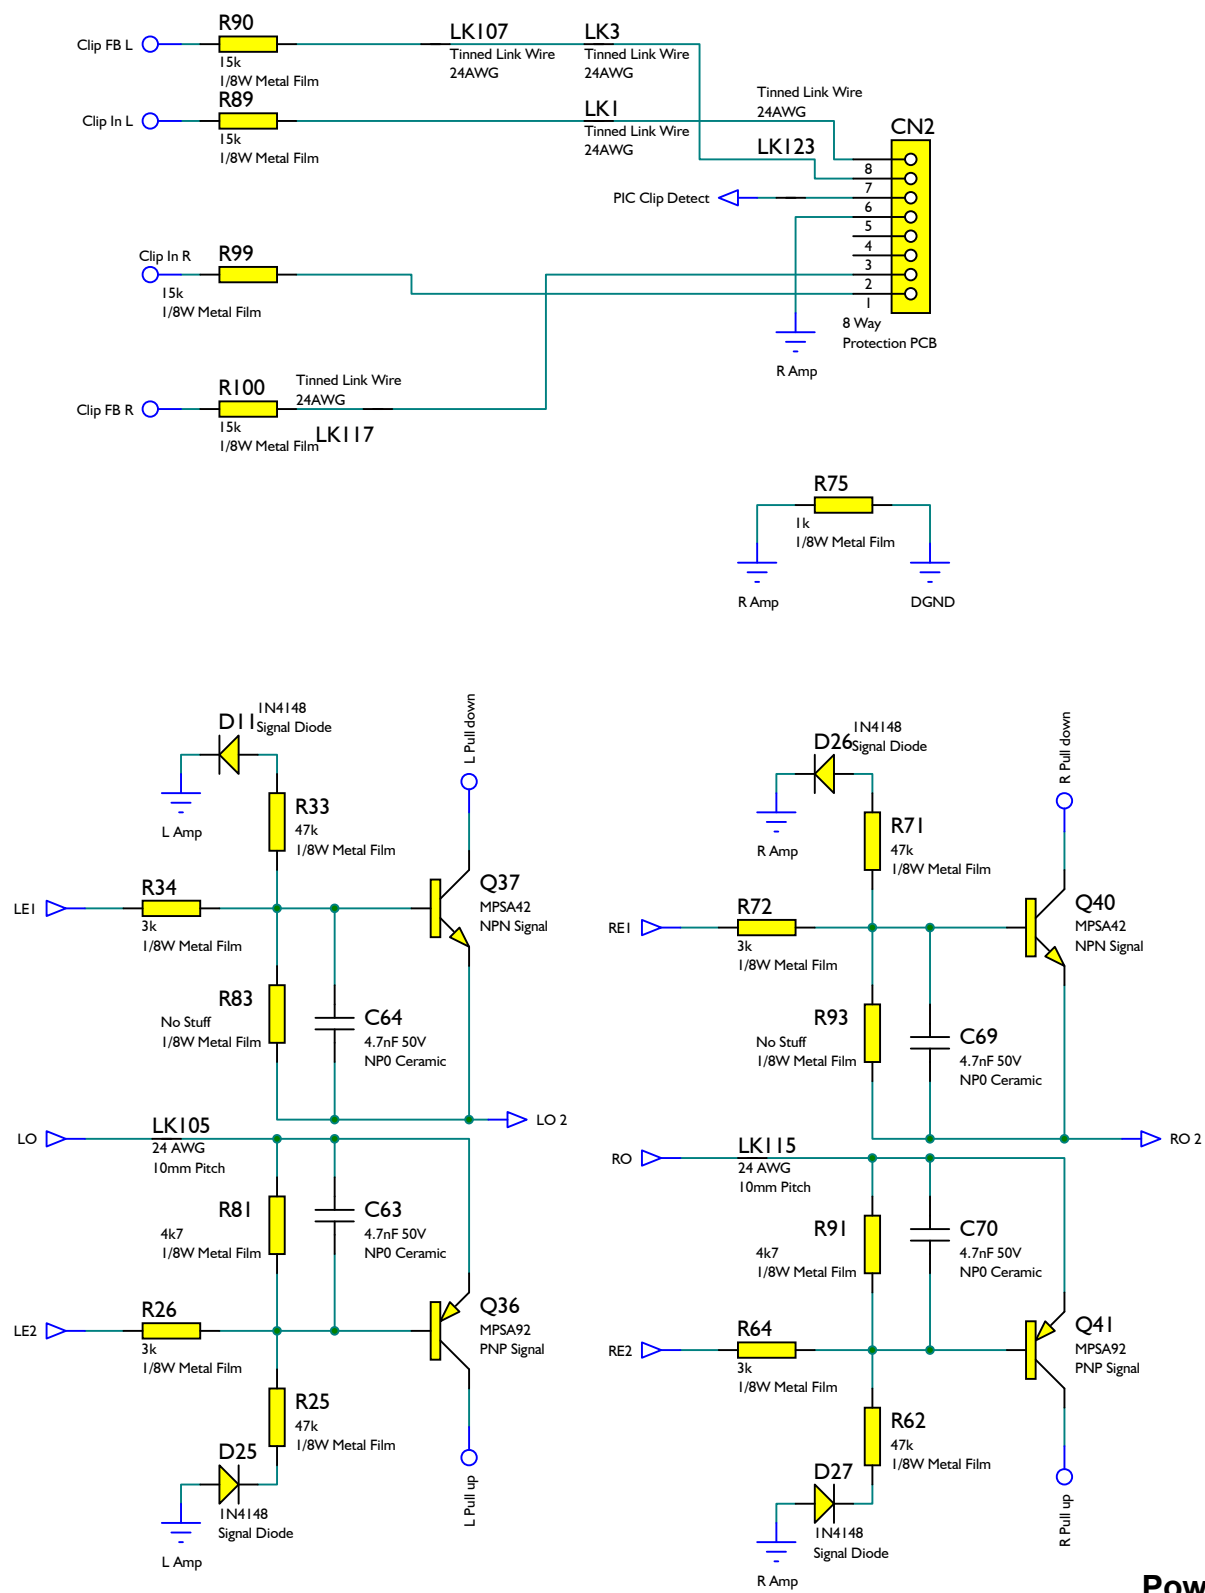 R90
Clip FB L
15k
1/8W Metal Film
LK107
Tinned Link Wire
24AWG
LK3
Tinned Link Wire
24AWG
R89
Clip In L
15k
1/8W Metal Film
LK1
Tinned Link Wire
24AWG
Tinned Link Wire
24AWG
LK123
CN2
8
7
6
5
4
3
2
1
8 Way
Protection PCB
PIC Clip Detect
R Amp
Clip In R
R99
15k
1/8W Metal Film
R100
Clip FB R
15k
1/8W Metal Film
Tinned Link Wire
24AWG
LK117
R75
1k
1/8W Metal Film
R Amp
DGND
1N4148
D11
Signal Diode
L Amp
R33
47k
1/8W Metal Film
L Pull down
R34
LE1
3k
1/8W Metal Film
Q37
MPSA42
NPN Signal
R83
No Stuff
1/8W Metal Film
C64
4.7nF 50V
NP0 Ceramic
LO 2
LO
LK105
24 AWG
10mm Pitch
R81
4k7
1/8W Metal Film
C63
4.7nF 50V
NP0 Ceramic
R26
LE2
3k
1/8W Metal Film
Q36
MPSA92
PNP Signal
R25
47k
1/8W Metal Film
D25
1N4148
Signal Diode
L Amp
L Pull up
1N4148
D26
Signal Diode
R Amp
R71
47k
1/8W Metal Film
R Pull down
R72
RE1
3k
1/8W Metal Film
Q40
MPSA42
NPN Signal
R93
No Stuff
1/8W Metal Film
C69
4.7nF 50V
NP0 Ceramic
RO 2
RO
LK115
24 AWG
10mm Pitch
R91
4k7
1/8W Metal Film
C70
4.7nF 50V
NP0 Ceramic
R64
RE2
3k
1/8W Metal Film
Q41
MPSA92
PNP Signal
R62
47k
1/8W Metal Film
D27
1N4148
Signal Diode
R Amp
R Pull up
Pow